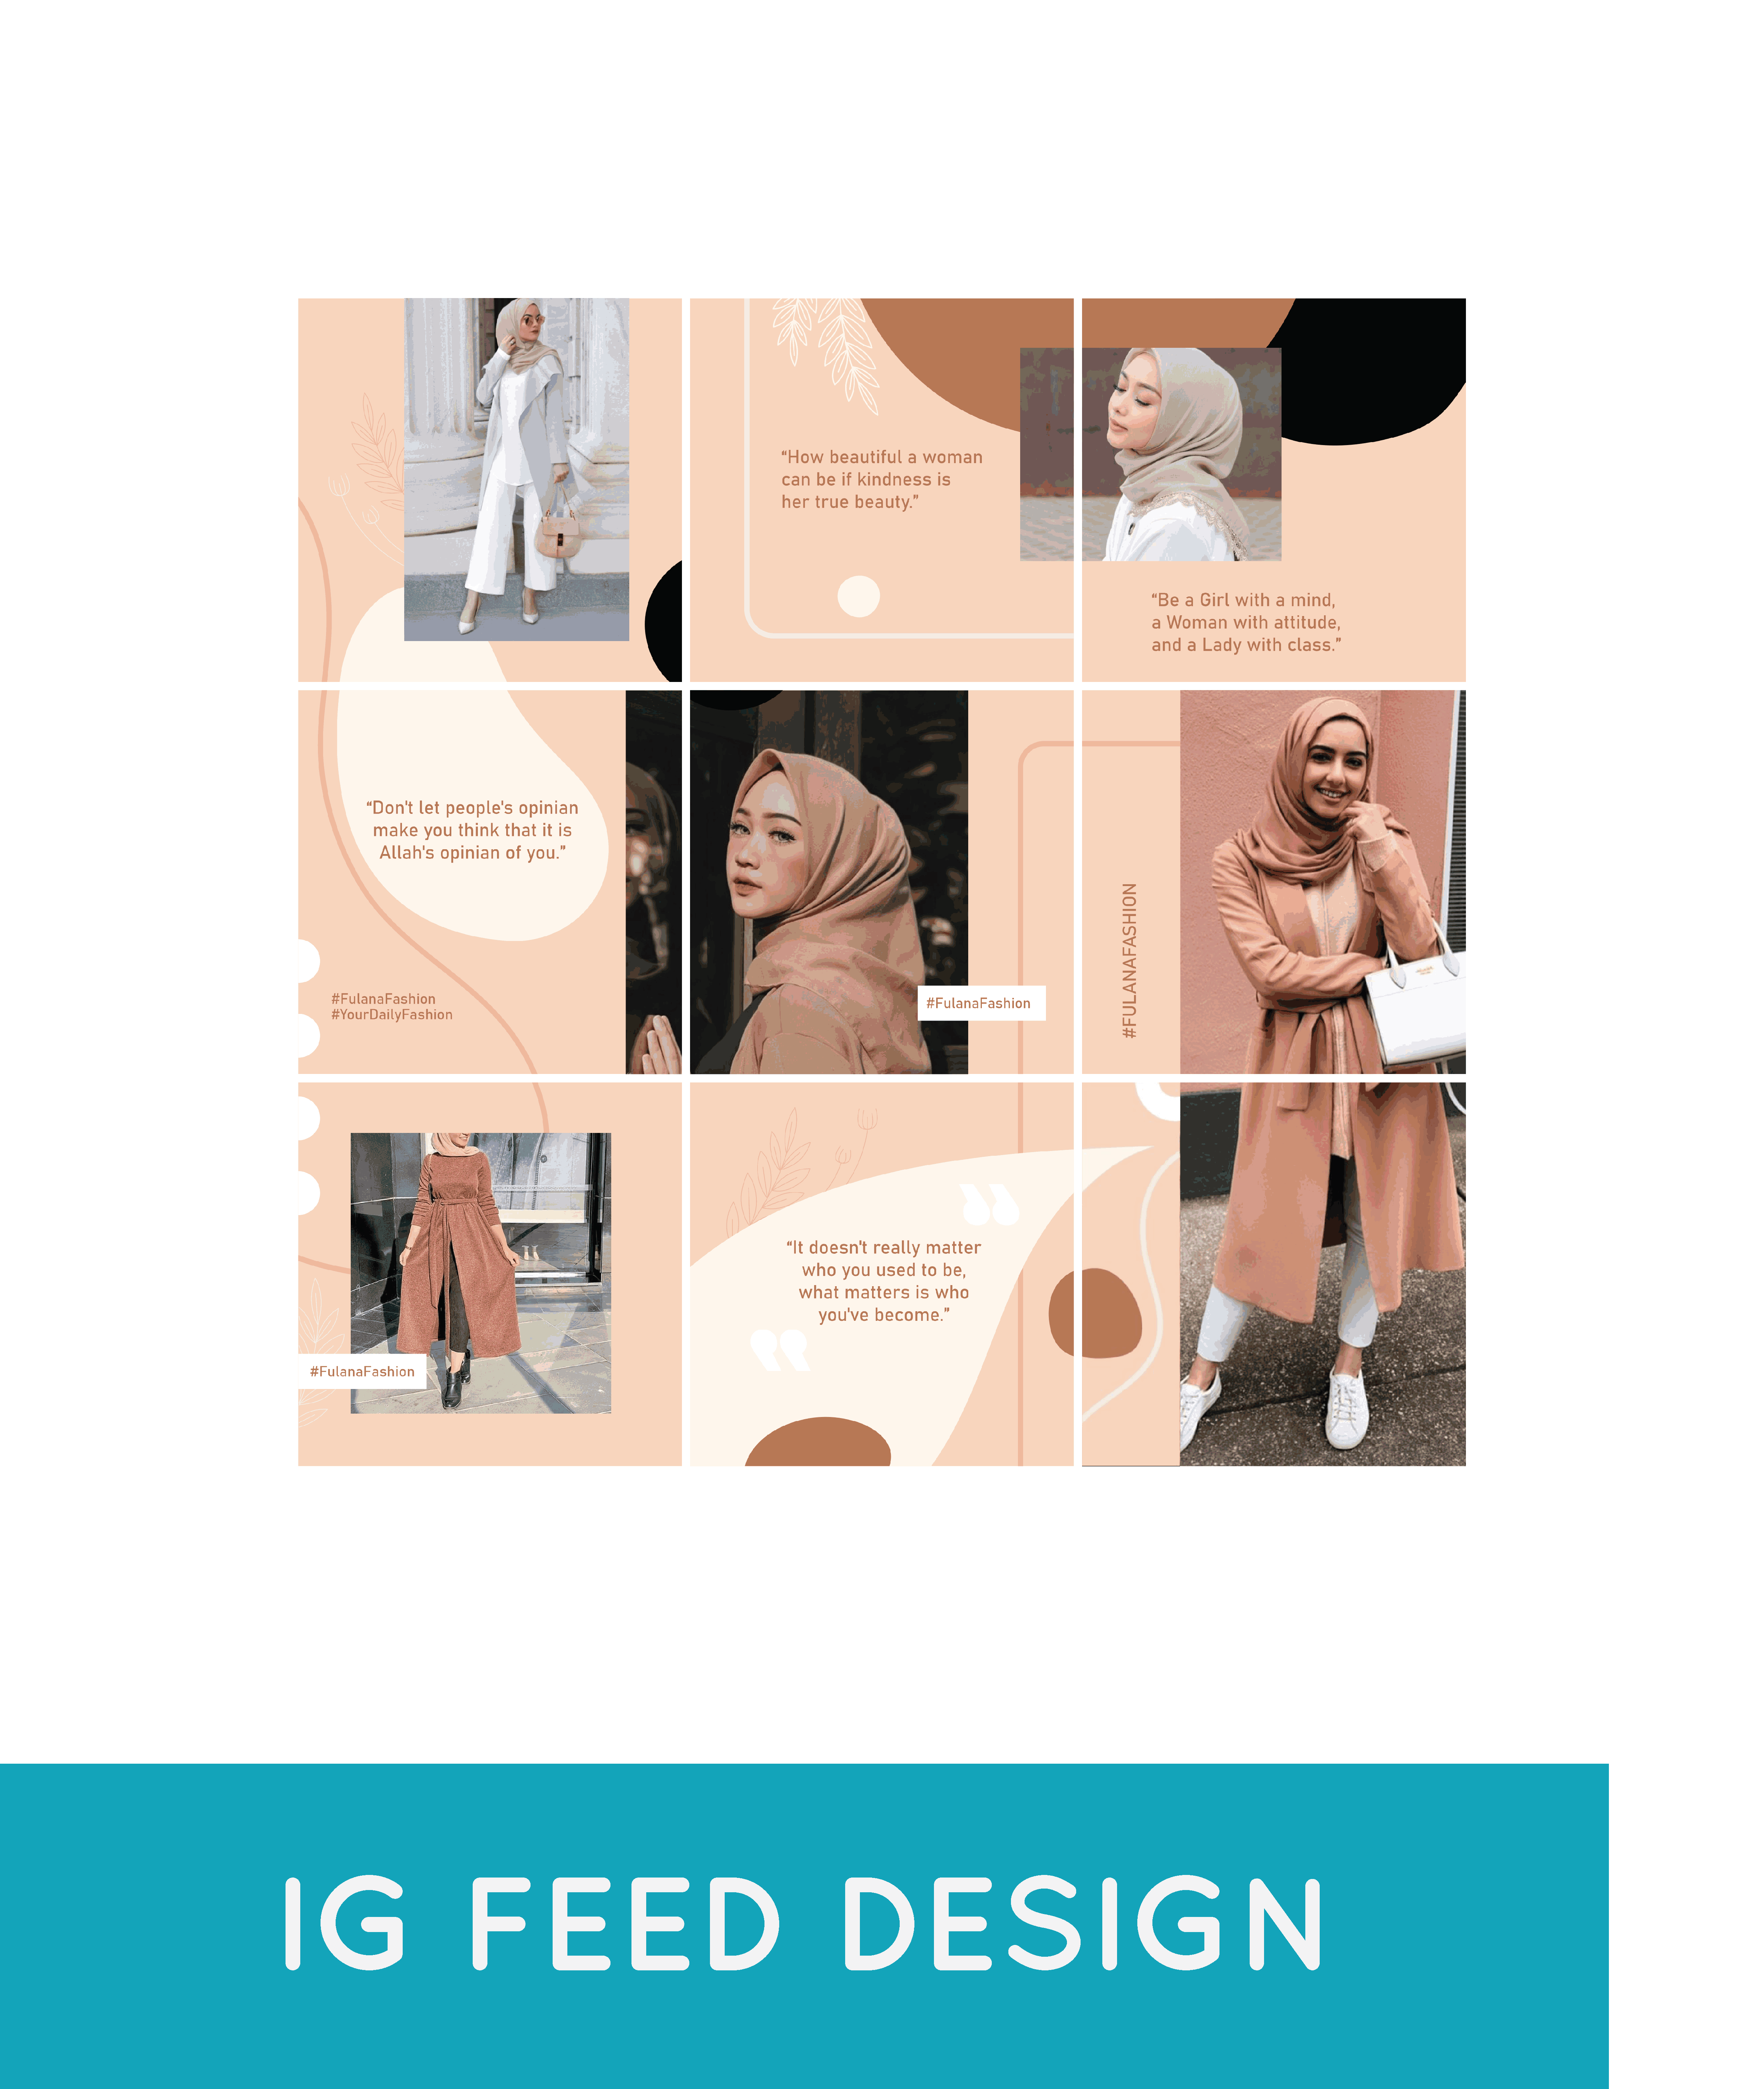 “How beautiful a woman
can be if kindness is
her true beauty.”
“Be a Girl with a mind,
a Woman with attitude,
and a Lady with class.”
“Don't let people's opinian
make you think that it is
Allah's opinian of you.”
#FulanaFashion
#YourDailyFashion
#FulanaFashion
#FULANAFASHION
#FulanaFashion
“It doesn't really matter
who you used to be,
what matters is who
you've become.”
IG FEED DESIGN